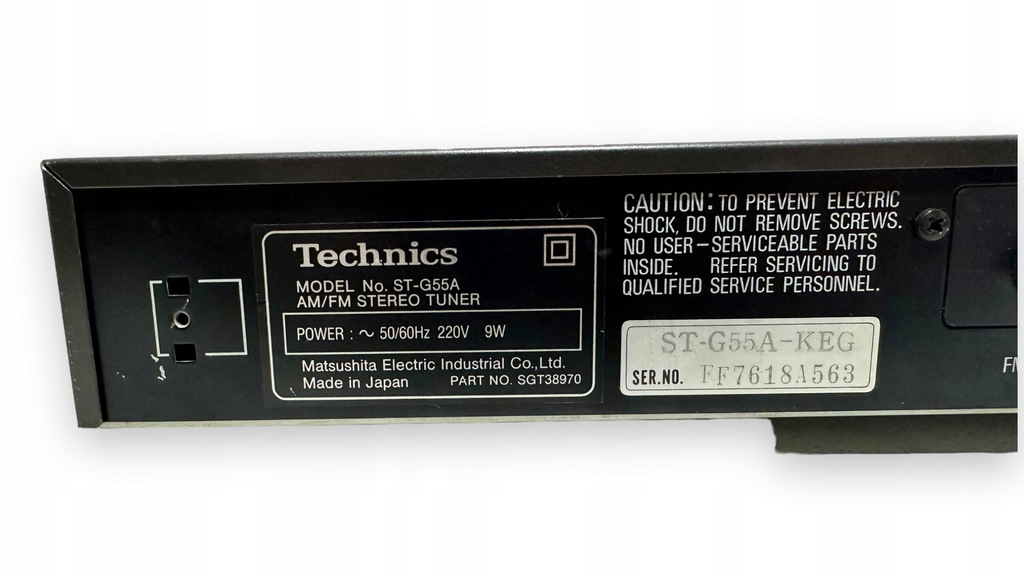 Technics
MODEL No. ST-G55A
AM/FM STEREO TUNER
POWER : ~ 50/60Hz 220V 9W
Matsushita Electric Industrial Co., Ltd.
Made in Japan PART NO. SGT38970
CAUTION: TO PREVENT ELECTRIC
SHOCK, DO NOT REMOVE SCREWS.
NO USER-SERVICEABLE PARTS
INSIDE. REFER SERVICING TO
QUALIFIED SERVICE PERSONNEL.
ST-G55A-KEG
SER.NO. FF7618A563